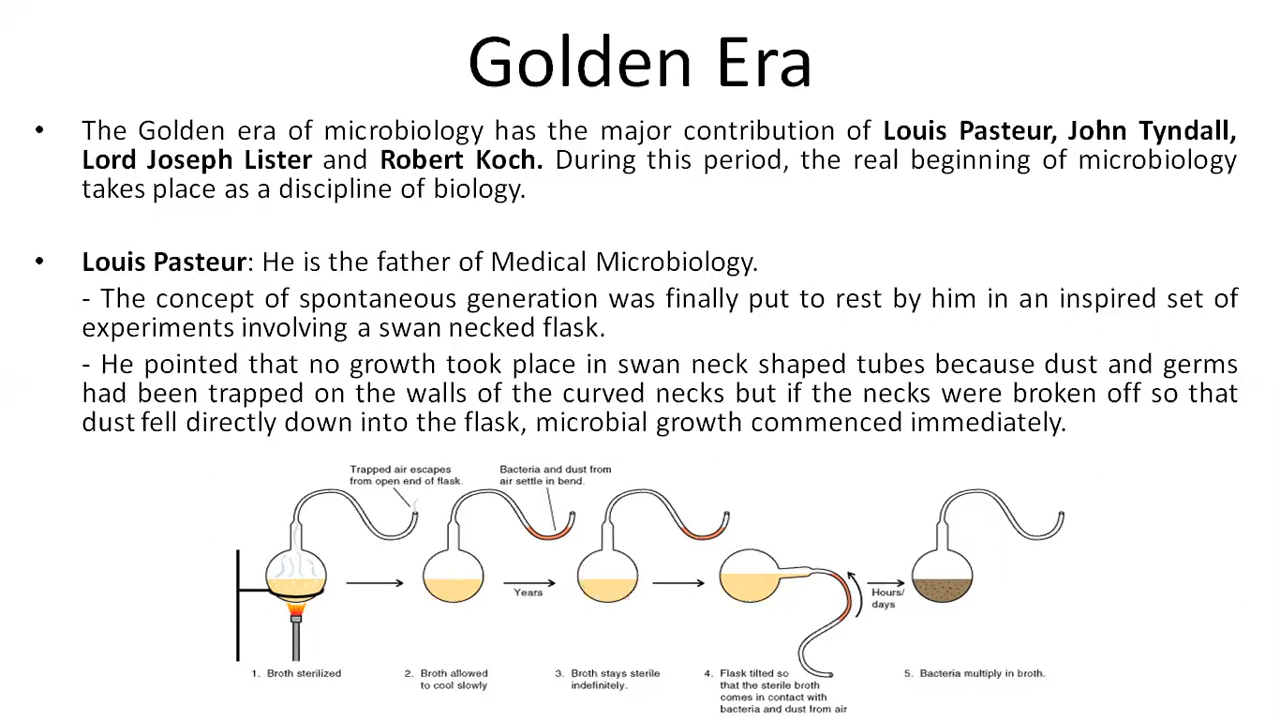 Golden Era
• The Golden era of microbiology has the major contribution of Louis Pasteur, John Tyndall,
Lord Joseph Lister and Robert Koch. During this period, the real beginning of microbiology
takes place as a discipline of biology.
• Louis Pasteur: He is the father of Medical Microbiology.
- The concept of spontaneous generation was finally put to rest by him in an inspired set of
experiments involving a swan necked flask.
- He pointed that no growth took place in swan neck shaped tubes because dust and germs
had been trapped on the walls of the curved necks but if the necks were broken off so that
dust fell directly down into the flask, microbial growth commenced immediately.
Trapped air escapes
from open end of flask.
Bacteria and dust from
air settle in bend.
Years
Hours/
days
1. Broth sterilized
2. Broth allowed
to cool slowly
3. Broth stays sterile
indefinitely.
4. Flask tilted so
that the sterile broth
comes in contact with
bacteria and dust from air
5. Bacteria multiply in broth.